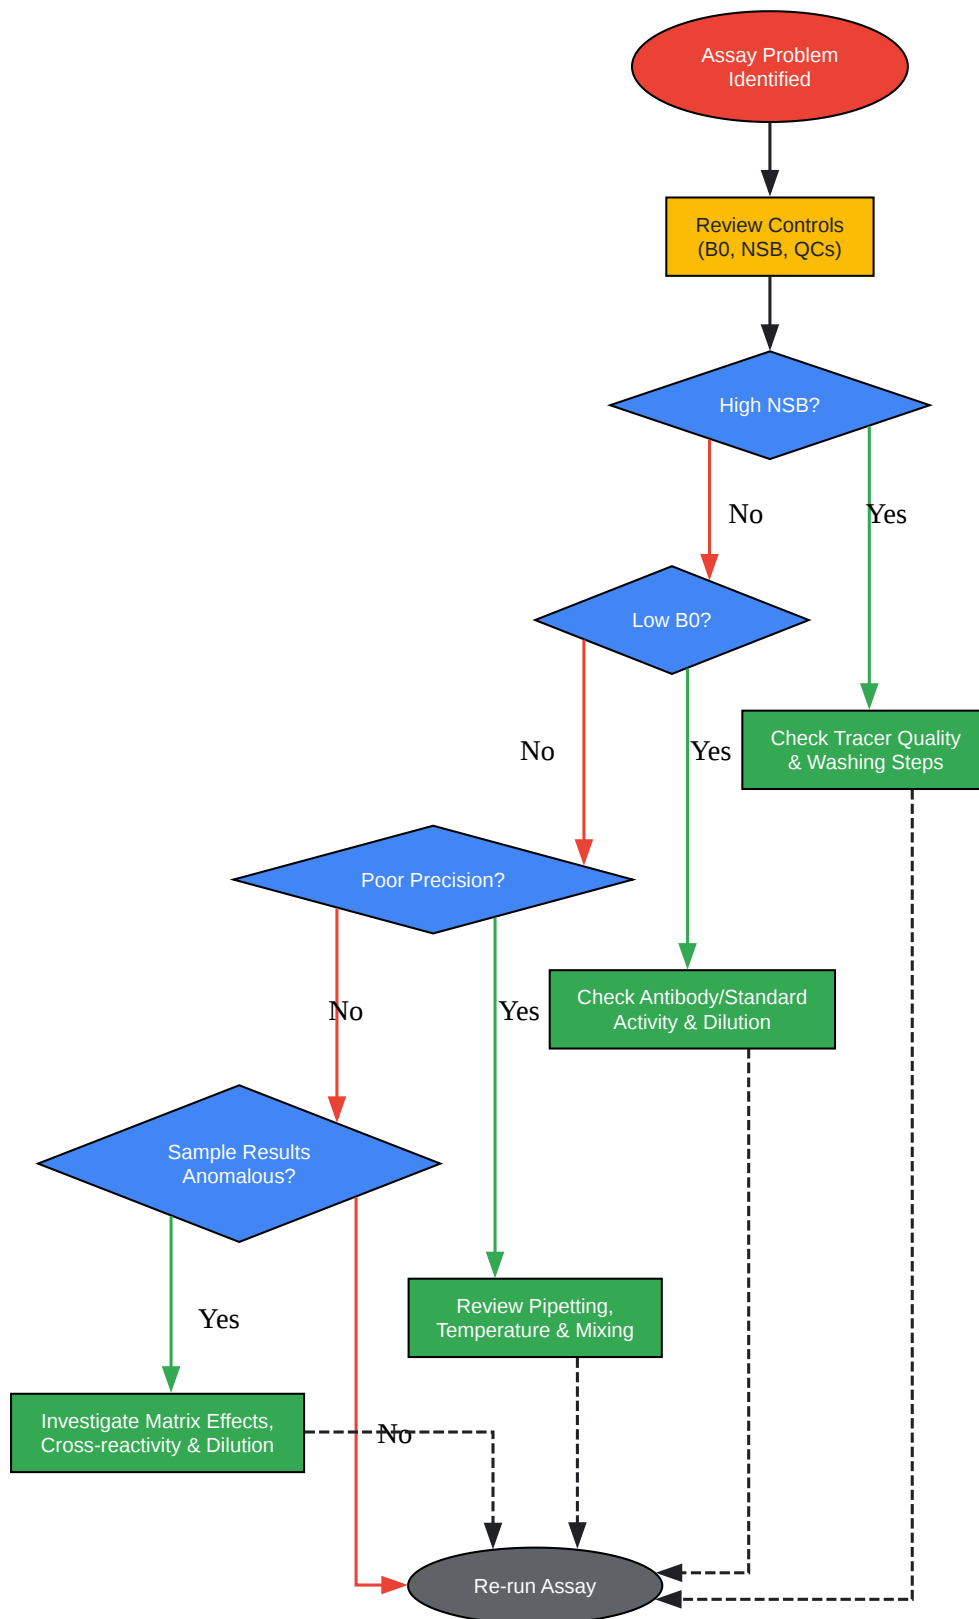 Assay Problem
Identified
Review Controls
(B0, NSB, QCs)
High NSB?
No
Yes
Low B0?
No
Yes
Check Tracer Quality
& Washing Steps
Poor Precision?
No
Yes
Check Antibody/Standard
Activity & Dilution
Sample Results
Anomalous?
Yes
Review Pipetting,
Temperature & Mixing
Investigate Matrix Effects,
Cross-reactivity & Dilution
No
Re-run Assay